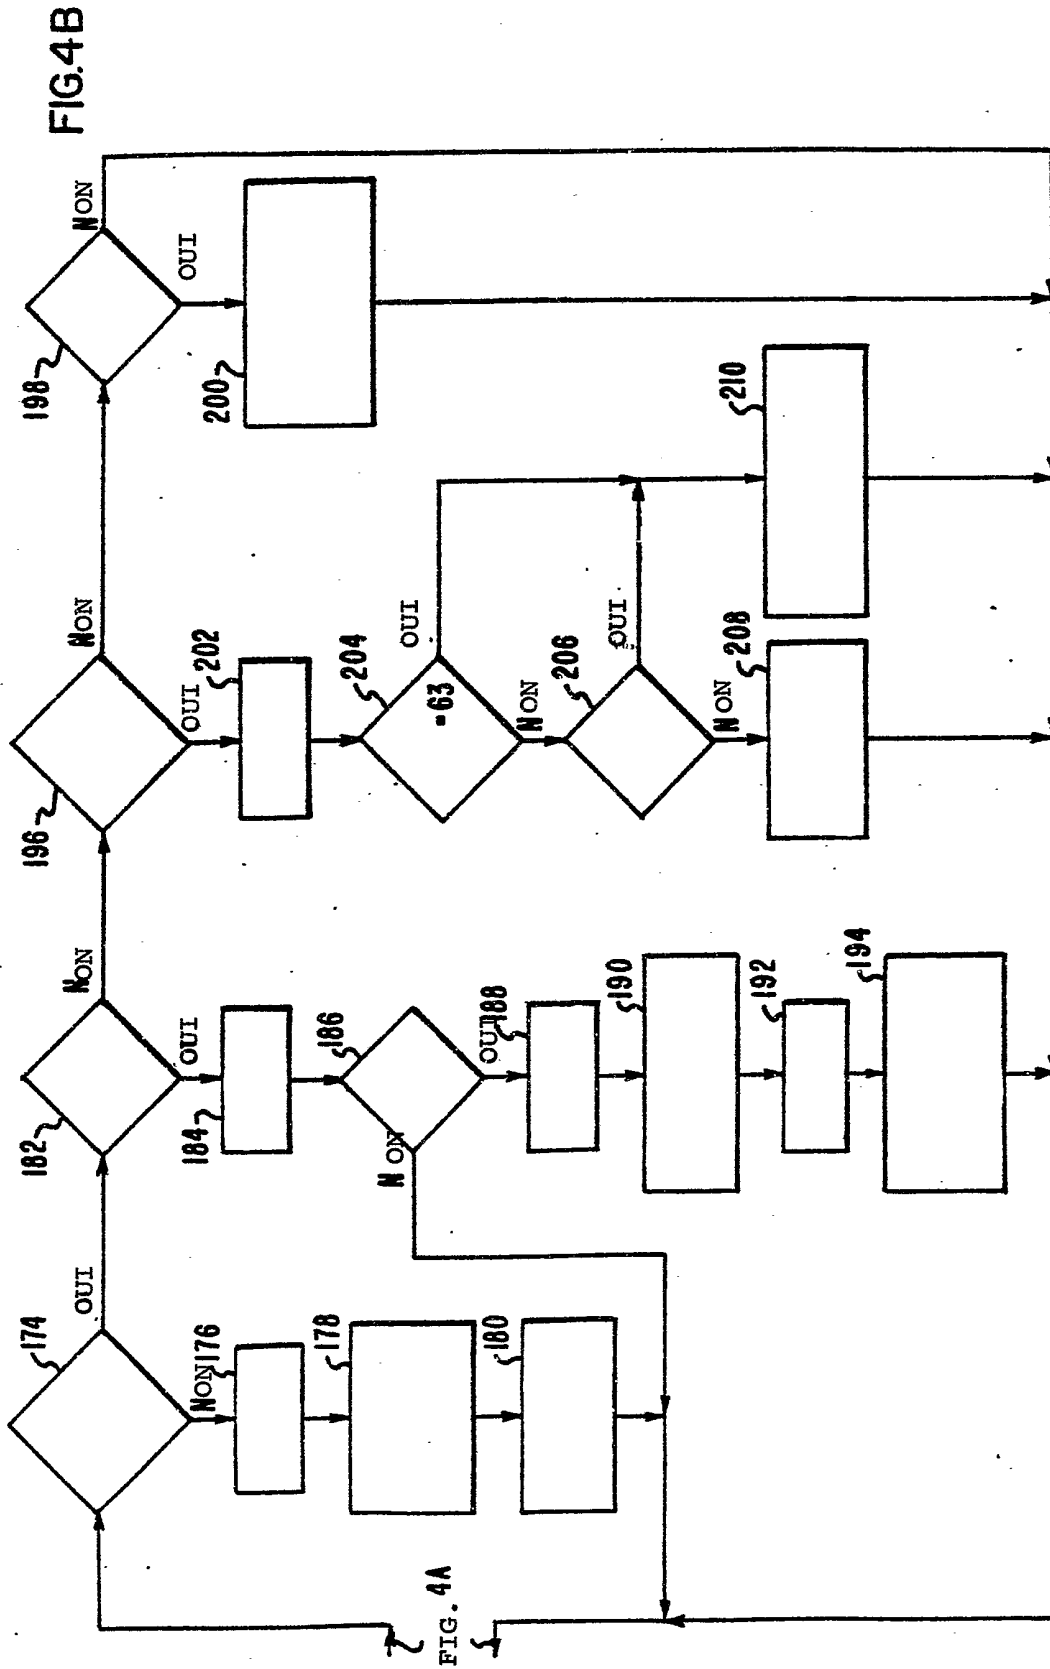 FIG.4B
174
OUI
NON
176
178
180
FIG. 4A
182
NON
OUI
184
186
NON
OUI
188
190
192
194
196
NON
OUI
202
204
=63
OUI
NON
206
OUI
NON
208
210
198
NON
OUI
200